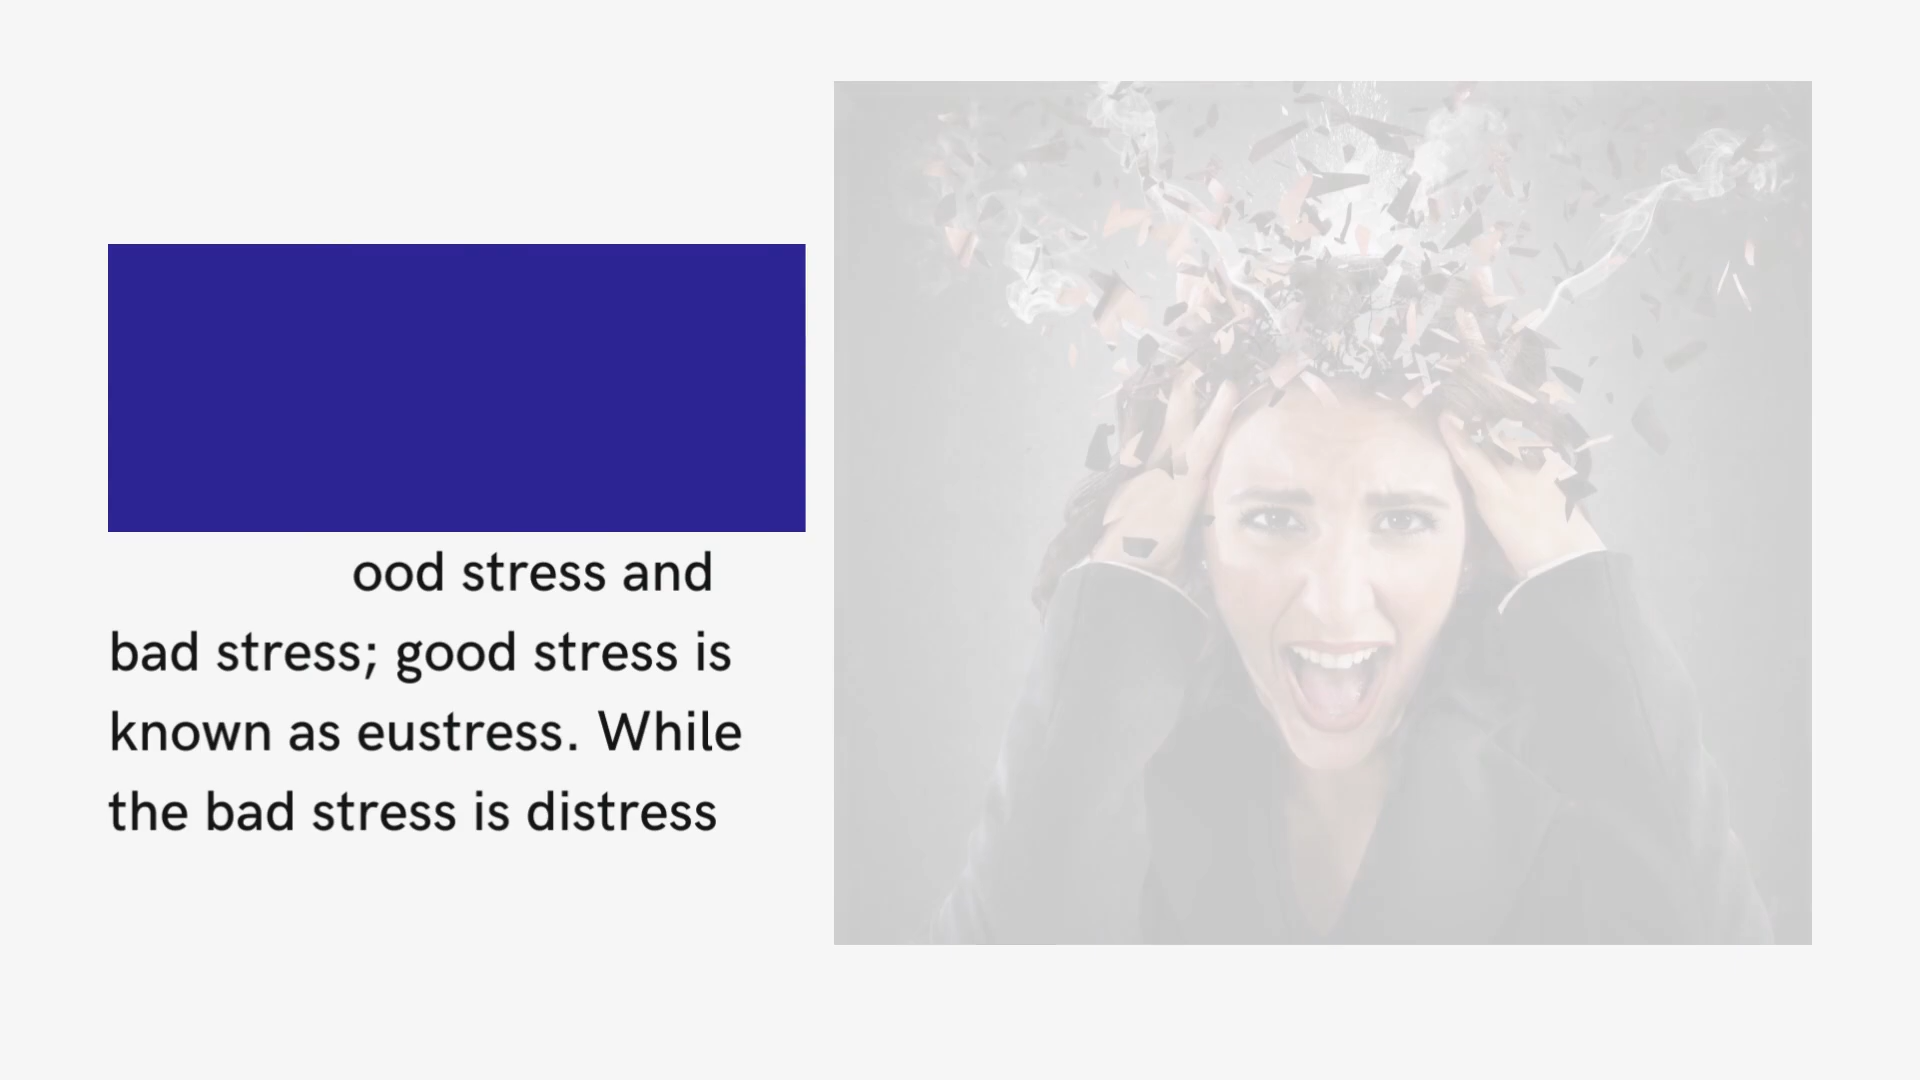 ood stress and
bad stress; good stress is
known as eustress. While
the bad stress is distress